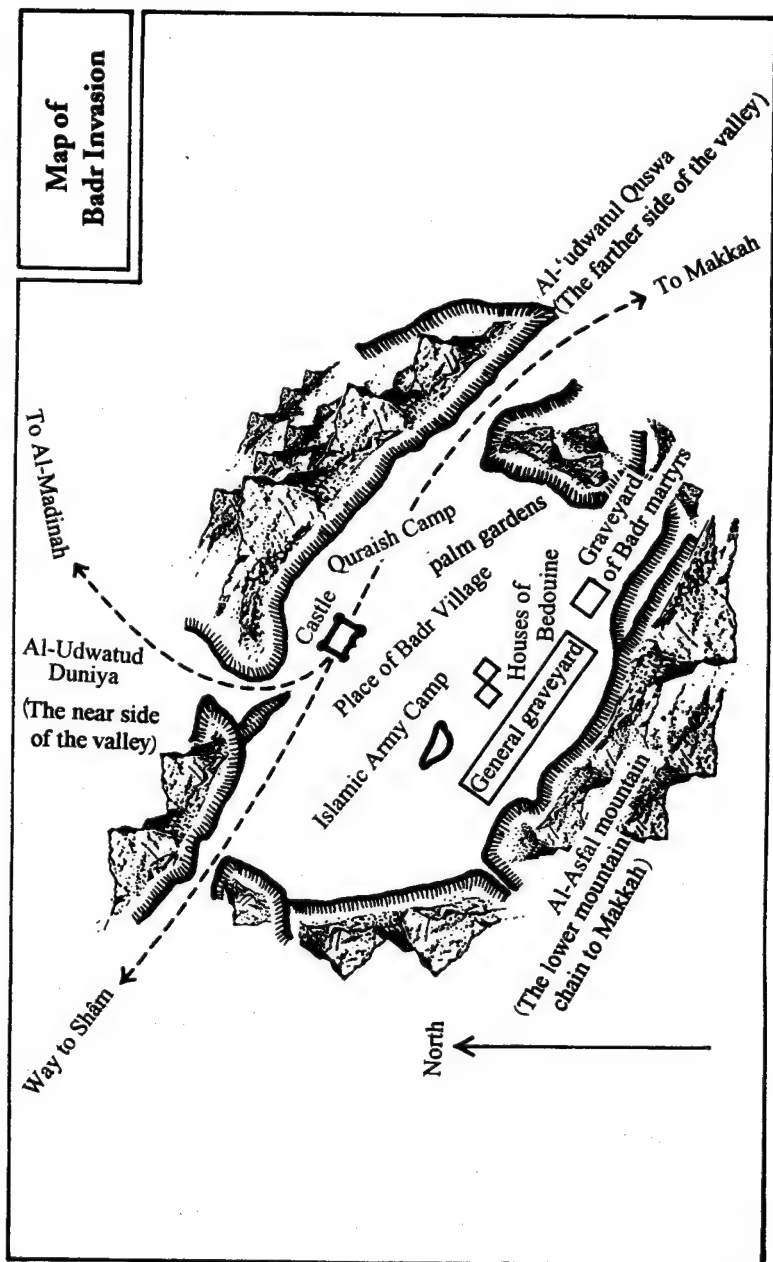 Map of
Badr Invasion
To Al-Madinah
Al-Udwatud
Duniya
(The near side
of the valley)
Way to Shâm
Al-'udwatul Quswa
(The farther side of the valley)
To Makkah
Castle
Quraish Camp
palm gardens
Place of Badr Village
Islamic Army Camp
Houses of
Bedouine
General graveyard
Graveyard
of Badr martyrs
Al-Asfal mountain
(The lower mountain
chain to Makkah)
North